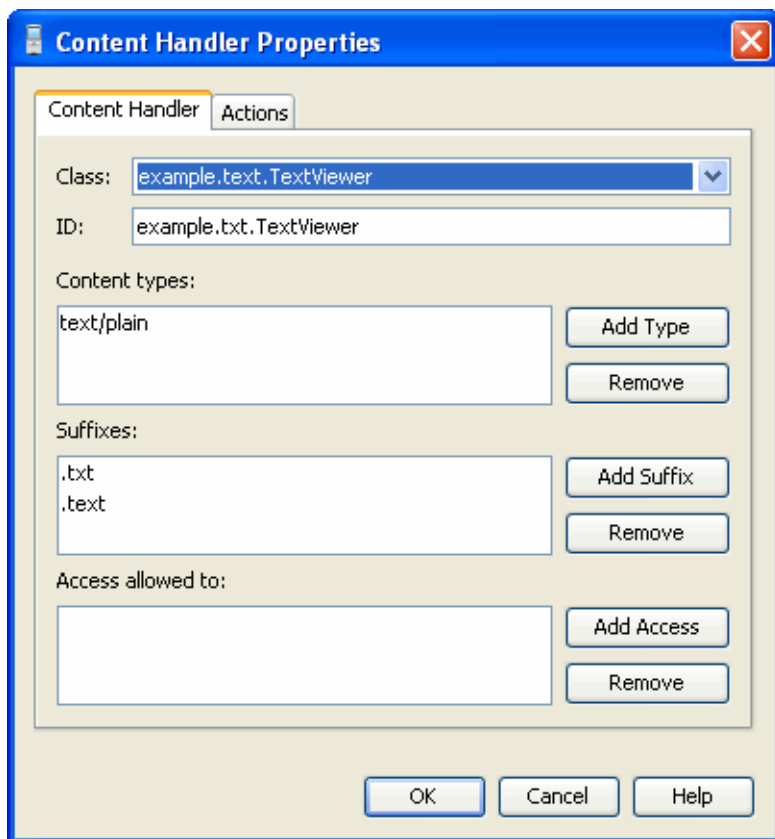 Content Handler Properties
Content Handler Actions
Class: example.text.TextViewer
ID: example.txt.TextViewer
Content types:
text/plain
Add Type
Remove
Suffixes:
.txt
.text
Add Suffix
Remove
Access allowed to:
Add Access
Remove
OK Cancel Help